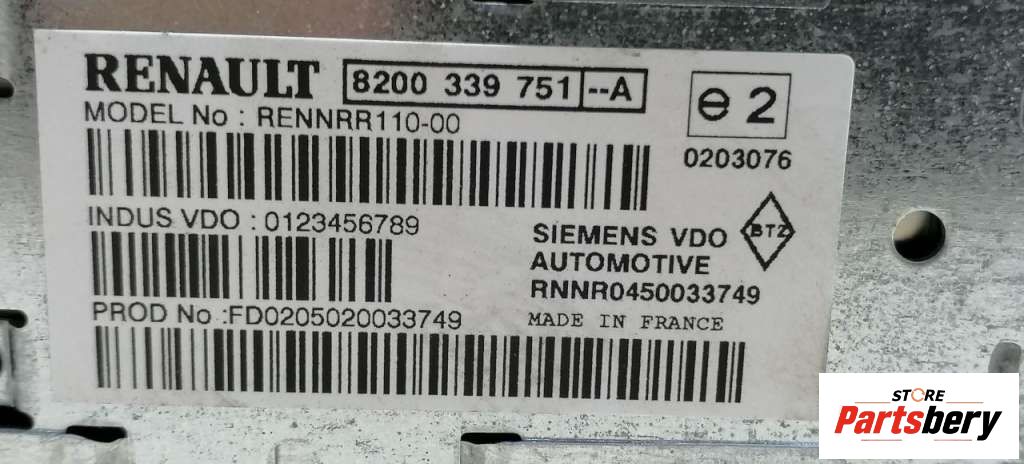 RENAULT 8200 339 751 --A
MODEL No : RENNRR110-00
e 2
0203076
INDUS VDO : 0123456789
SIEMENS VDO
AUTOMOTIVE
RNNR0450033749
BTZ
PROD No :FD0205020033749
MADE IN FRANCE
STORE
Partsbery